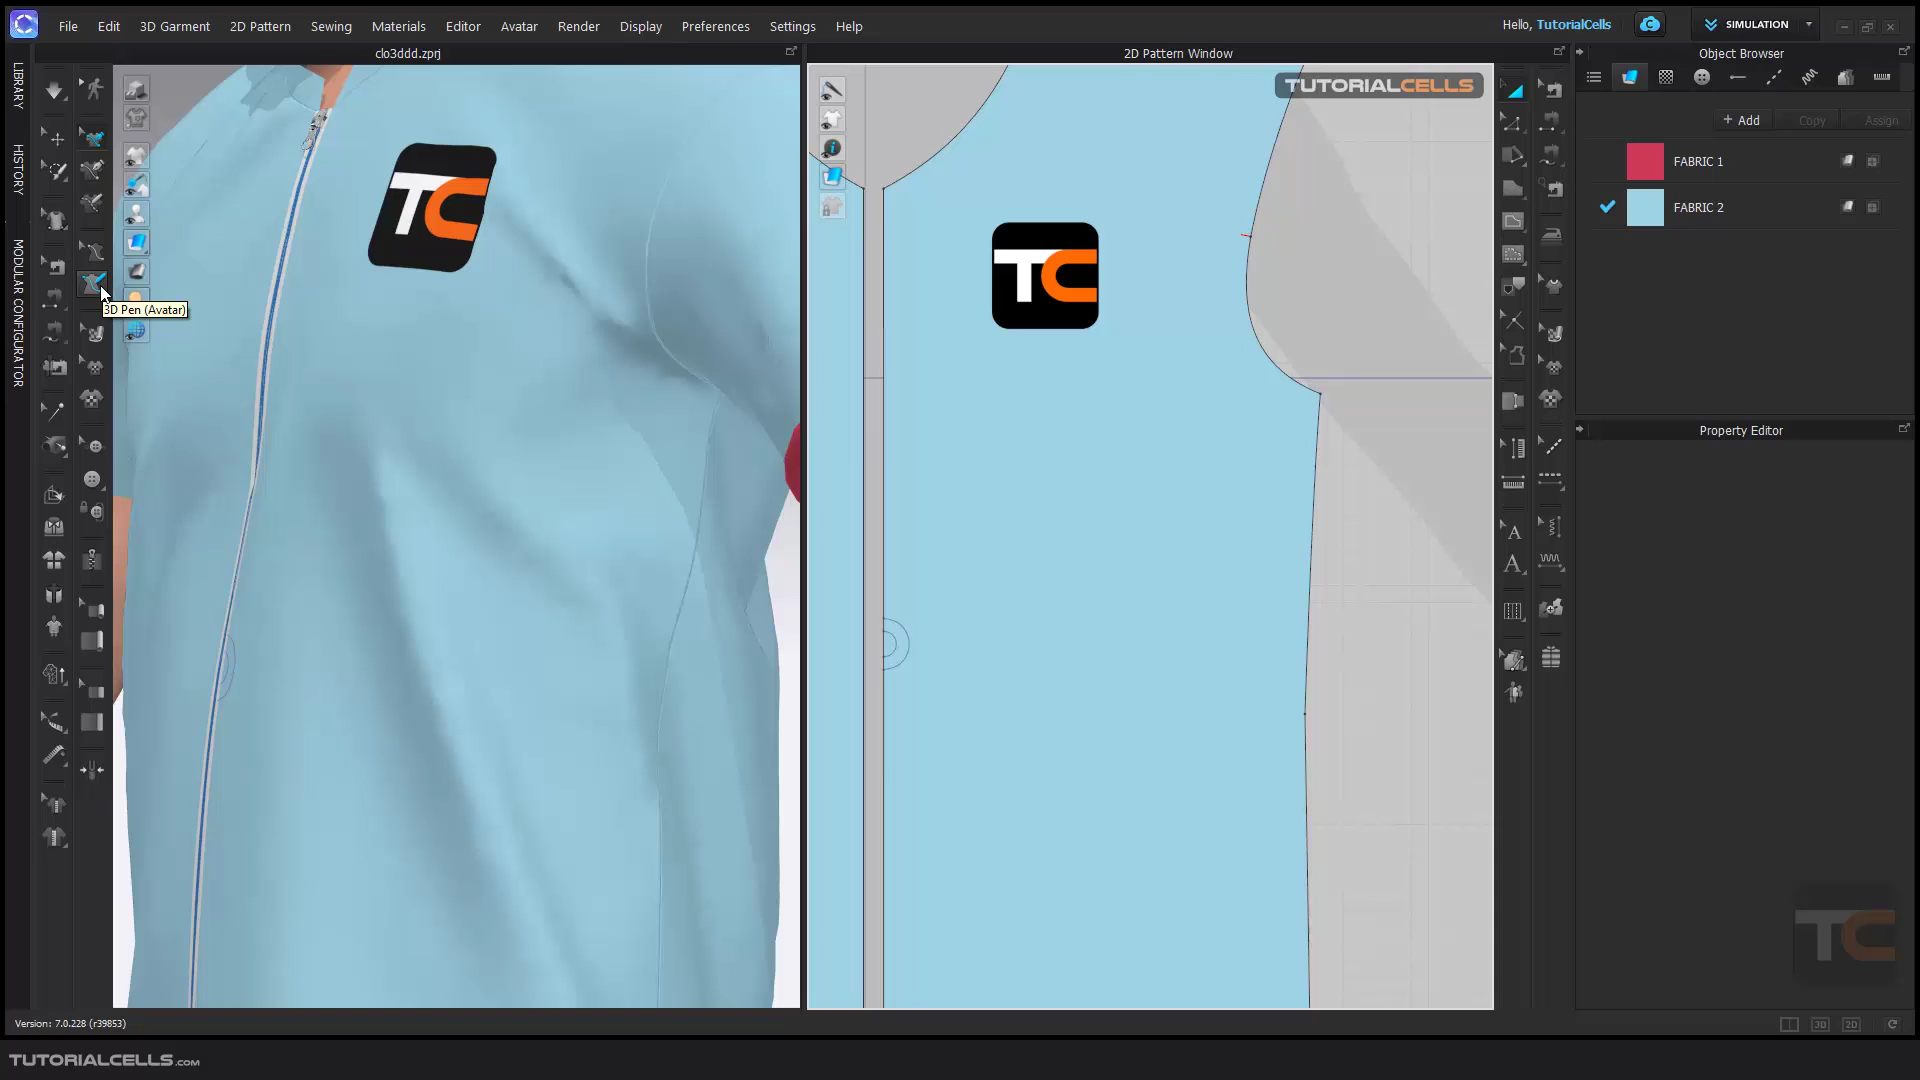 File Edit 3D Garment 2D Pattern Sewing Materials Editor Avatar Render Display Preferences Settings Help
Hello, TutorialCells
SIMULATION
clo3ddd.zprj
2D Pattern Window
Object Browser
LIBRARY
HISTORY
MODULAR CONFIGURATOR
TUTORIALCELLS
+ Add Copy Assign
FABRIC 1
FABRIC 2
TC
TC
3D Pen (Avatar)
A
A
Property Editor
TC
Version: 7.0.228 (r39853)
3D 2D
TUTORIALCELLS.com